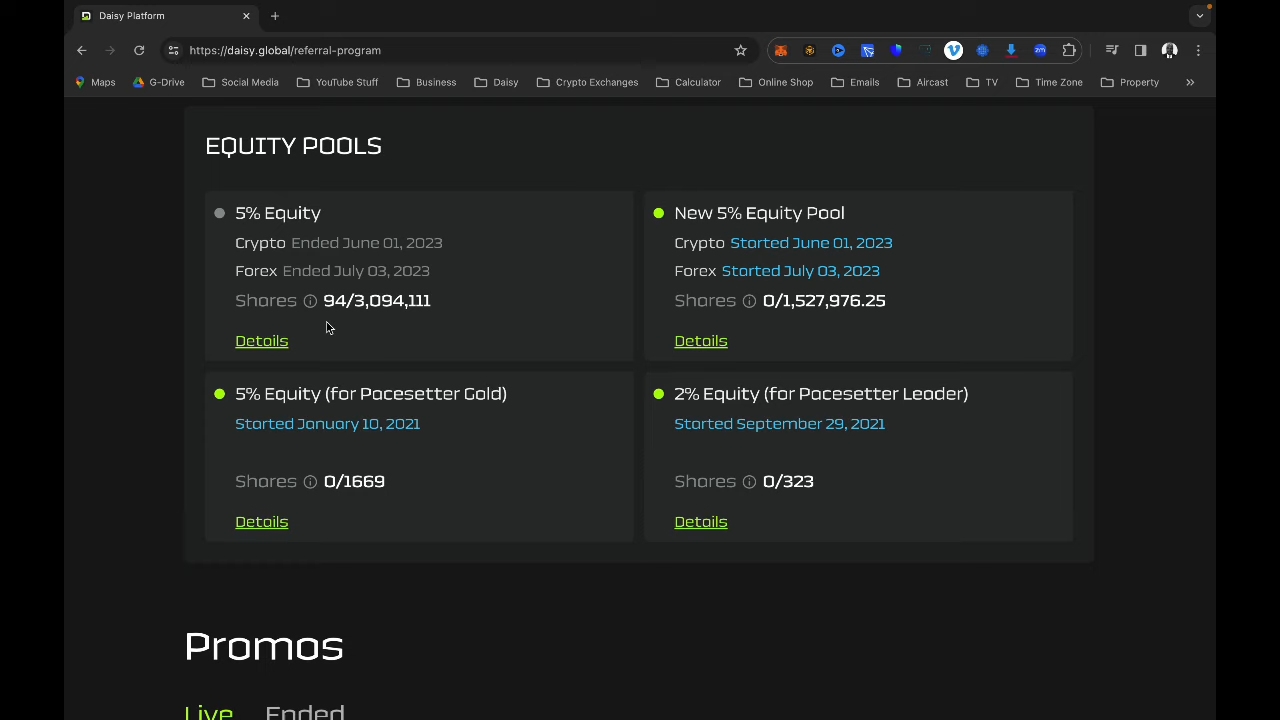 Daisy Platform
https://daisy.global/referral-program
Maps G-Drive Social Media YouTube Stuff Business Daisy Crypto Exchanges Calculator Online Shop Emails Aircast TV Time Zone Property »
EQUITY POOLS
5% Equity
Crypto Ended June 01, 2023
Forex Ended July 03, 2023
Shares 94/3,094,111
Details
New 5% Equity Pool
Crypto Started June 01, 2023
Forex Started July 03, 2023
Shares 0/1,527,976.25
Details
5% Equity (for Pacesetter Gold)
Started January 10, 2021
Shares 0/1669
Details
2% Equity (for Pacesetter Leader)
Started September 29, 2021
Shares 0/323
Details
Promos
Live Ended